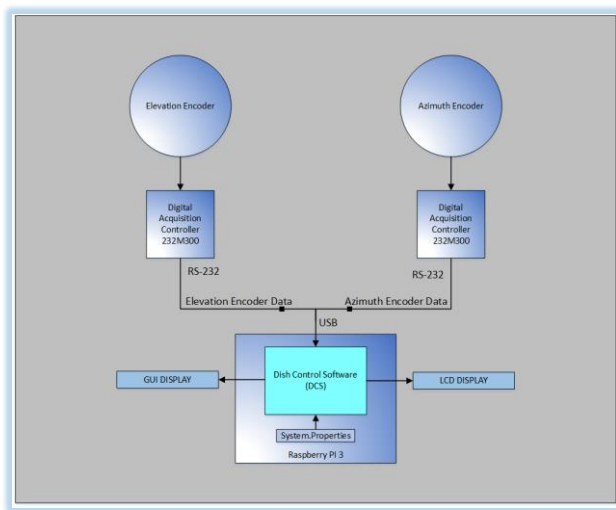 Elevation Encoder
Azimuth Encoder
Digital
Acquisition
Controller
232M300
Digital
Acquisition
Controller
232M300
RS-232
RS-232
Elevation Encoder Data
Azimuth Encoder Data
USB
Dish Control Software
(DCS)
GUI DISPLAY
LCD DISPLAY
System.Properties
Raspberry PI 3